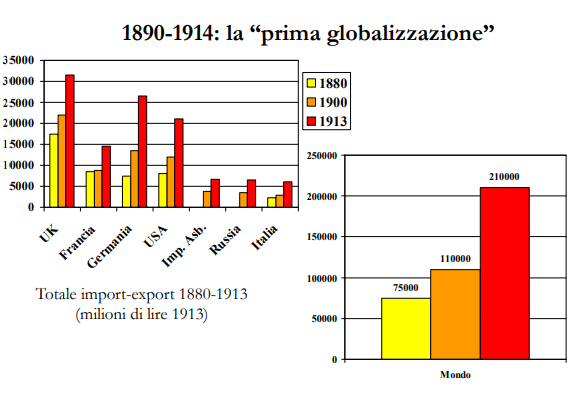 1890-1914: la “prima globalizzazione”
35000
30000
25000
20000
15000
10000
5000
0
UK
Francia
Germania
USA
Imp. Asb.
Russia
Italia
1880
1900
1913
Totale import-export 1880-1913
(milioni di lire 1913)
250000
200000
150000
100000
50000
0
75000
110000
210000
Mondo